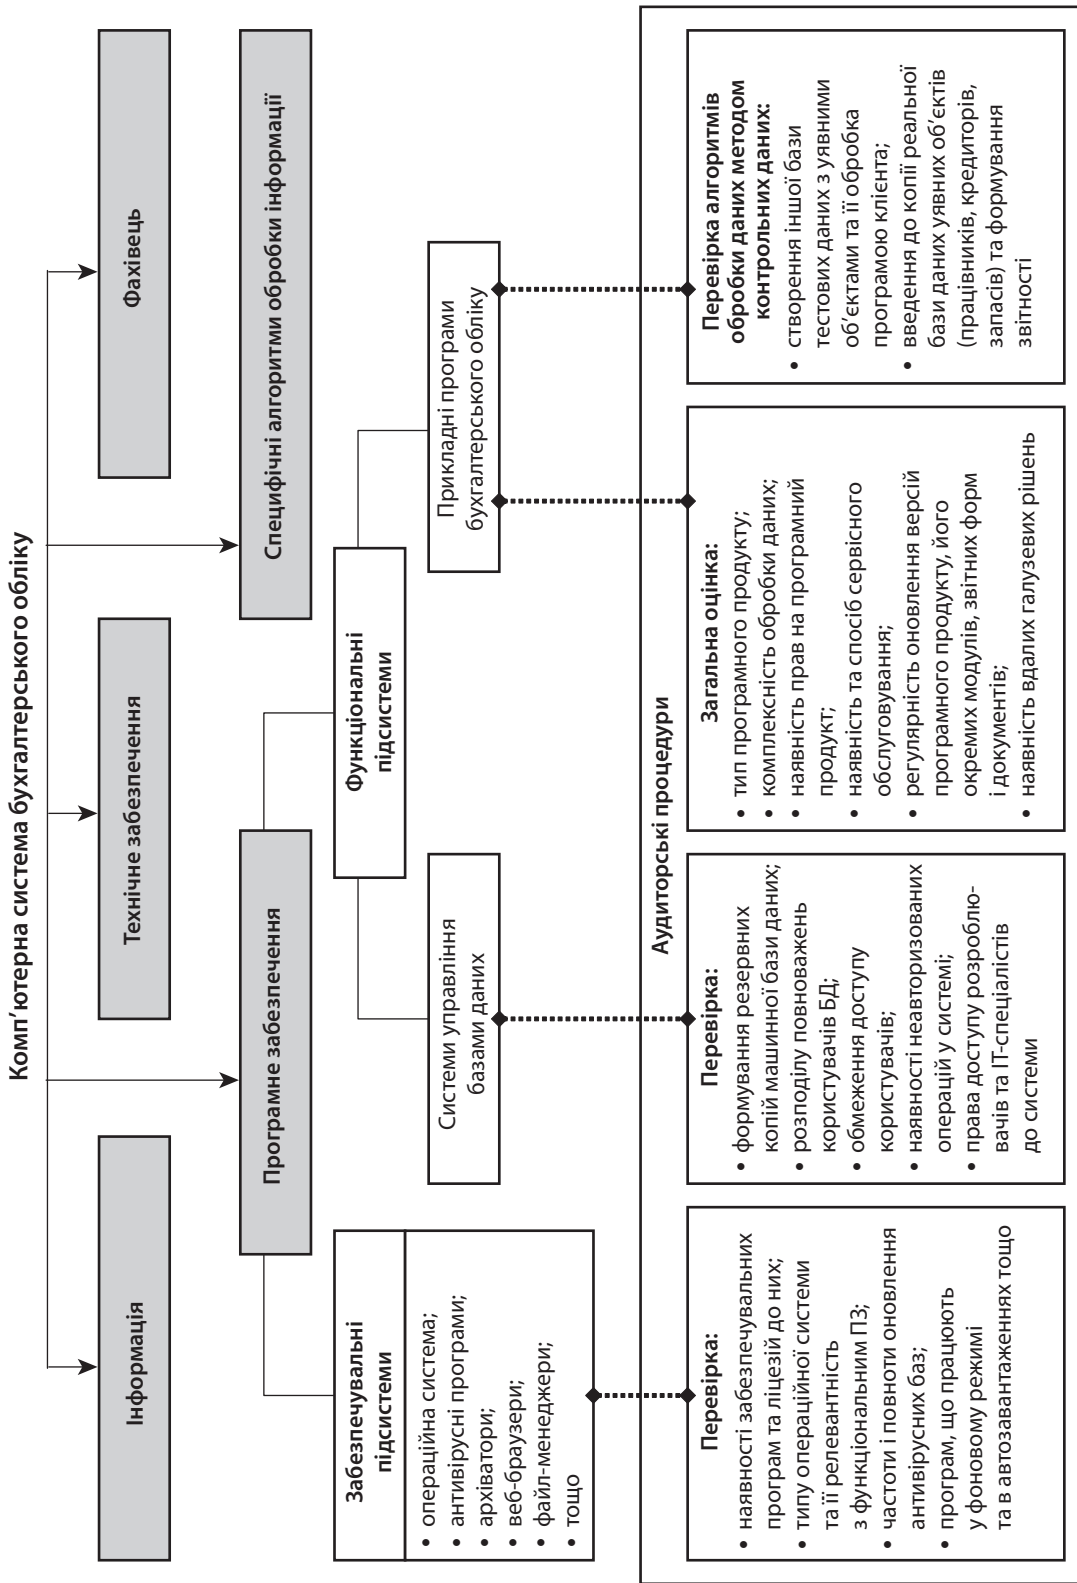 Комп’ютерна система бухгалтерського обліку
Інформація
Технічне забезпечення
Фахівець
Програмне забезпечення
Специфічні алгоритми обробки інформації
Забезпечувальні
підсистеми
• операційна система;
• антивірусні програми;
• архіватори;
• веб-браузери;
• файл-менеджери;
• тощо
Функціональні
підсистеми
Системи управління
базами даних
Прикладні програми
бухгалтерського обліку
Аудиторські процедури
Перевірка:
• наявності забезпечувальних
програм та ліцезій до них;
• типу операційної системи
та її релевантність
з функціональним ПЗ;
• частоти і повноти оновлення
антивірусних баз;
• програм, що працюють
у фоновому режимі
та в автозавантаженнях тощо
Перевірка:
• формування резервних
копій машинної бази даних;
• розподілу повноважень
користувачів БД;
• обмеження доступу
користувачів;
• наявності неавторизованих
операцій у системі;
• права доступу розроблю-
вачів та ІТ-спеціалістів
до системи
Загальна оцінка:
• тип програмного продукту;
• комплексність обробки даних;
• наявність прав на програмний
продукт;
• наявність та спосіб сервісного
обслуговування;
• регулярність оновлення версій
програмного продукту, його
окремих модулів, звітних форм
і документів;
• наявність вдалих галузевих рішень
Перевірка алгоритмів
обробки даних методом
контрольних даних:
• створення іншої бази
тестових даних з уявними
об’єктами та її обробка
програмою клієнта;
• введення до копії реальної
бази даних уявних об’єктів
(працівників, кредиторів,
запасів) та формування
звітності